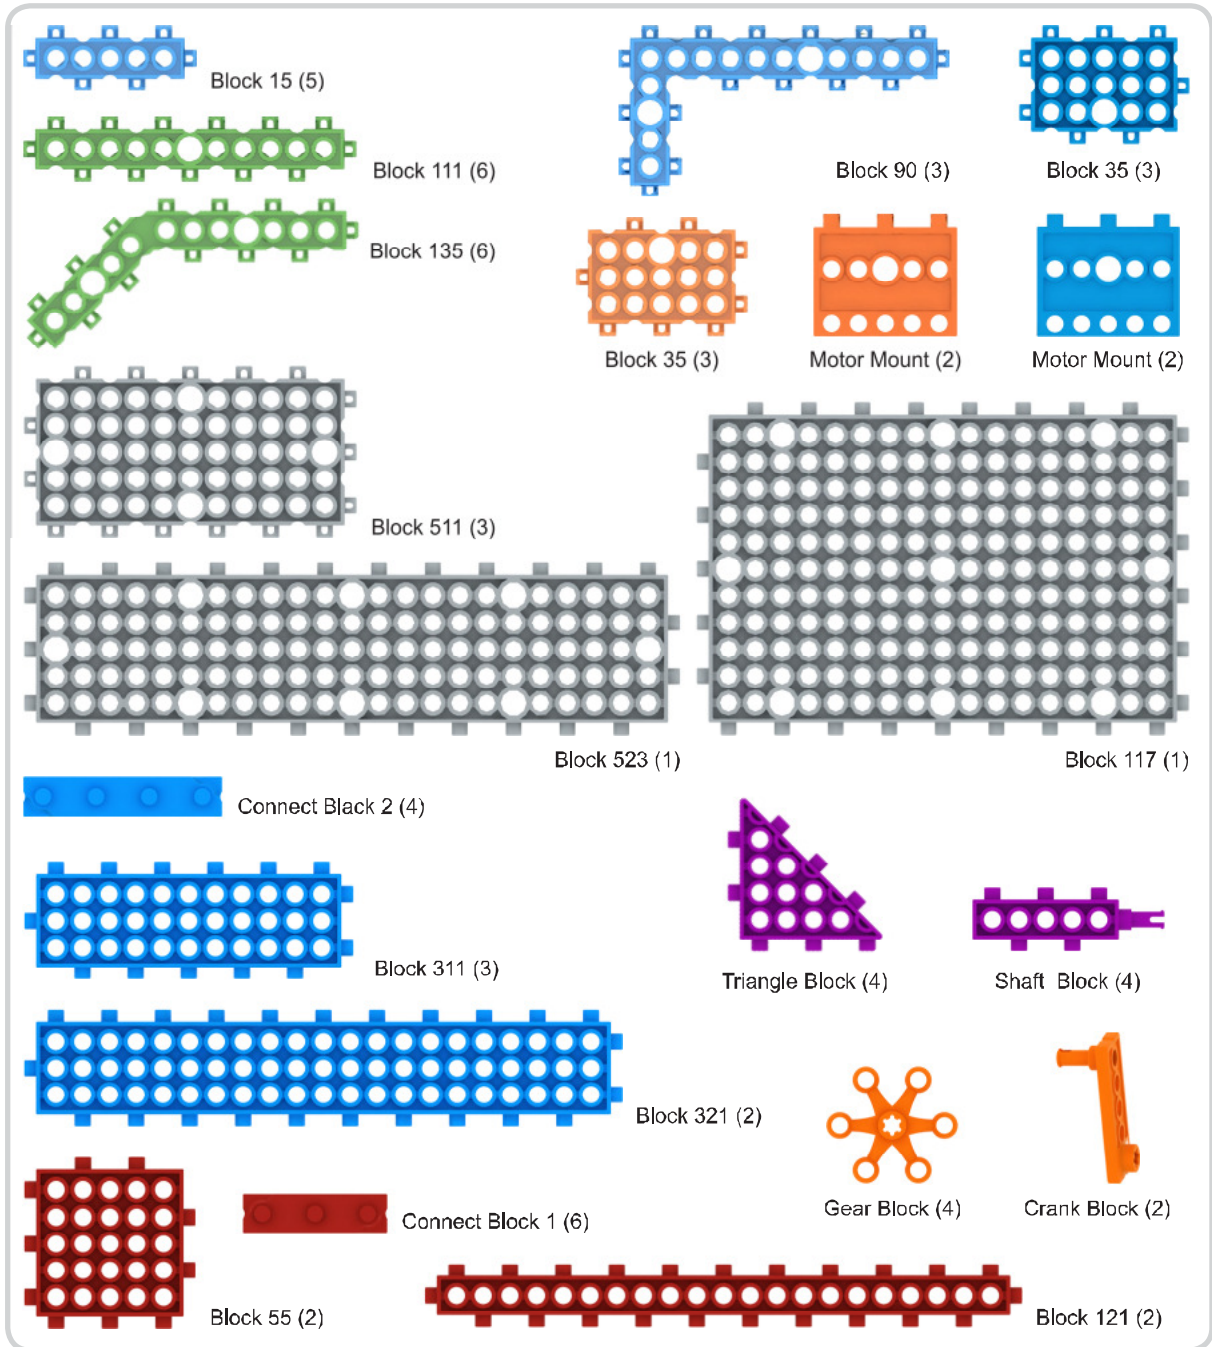 Block 15 (5)
Block 111 (6)
Block 90 (3)
Block 35 (3)
Block 135 (6)
Block 35 (3)
Motor Mount (2)
Motor Mount (2)
Block 511 (3)
Block 523 (1)
Block 117 (1)
Connect Black 2 (4)
Block 311 (3)
Triangle Block (4)
Shaft Block (4)
Block 321 (2)
Gear Block (4)
Crank Block (2)
Connect Block 1 (6)
Block 55 (2)
Block 121 (2)